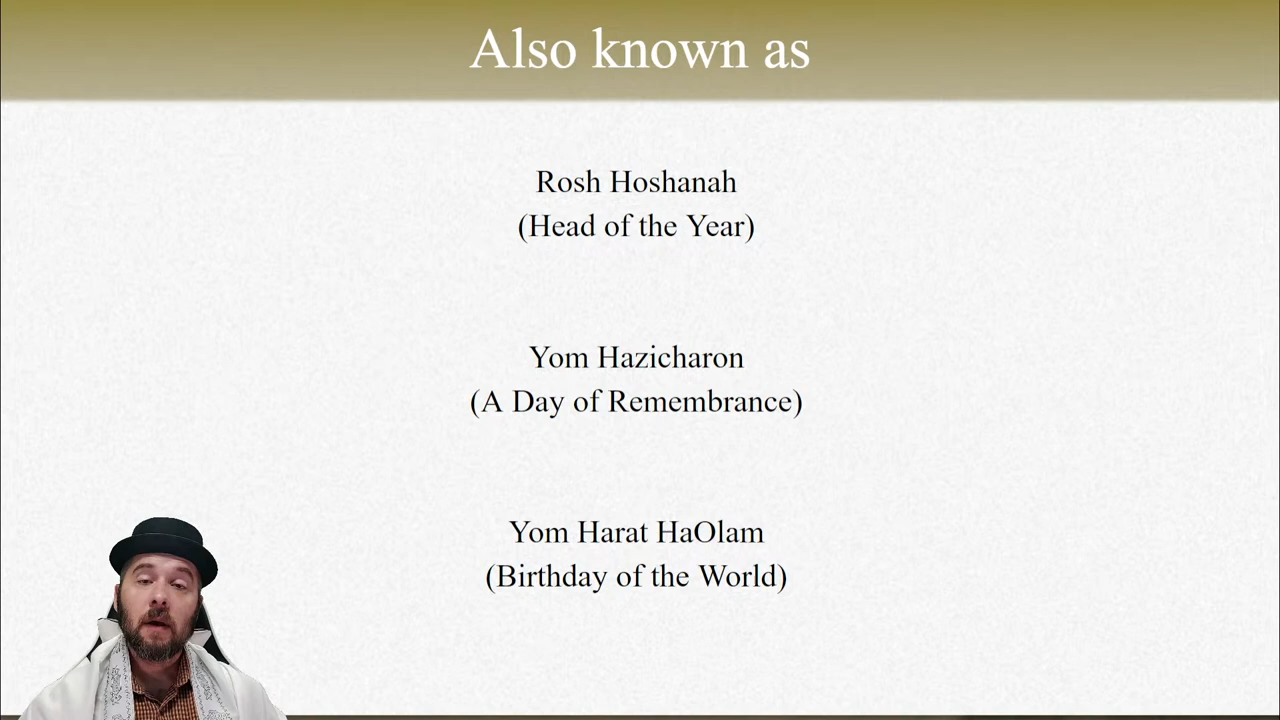 Also known as
Rosh Hoshanah
(Head of the Year)
Yom Hazicharon
(A Day of Remembrance)
Yom Harat HaOlam
(Birthday of the World)